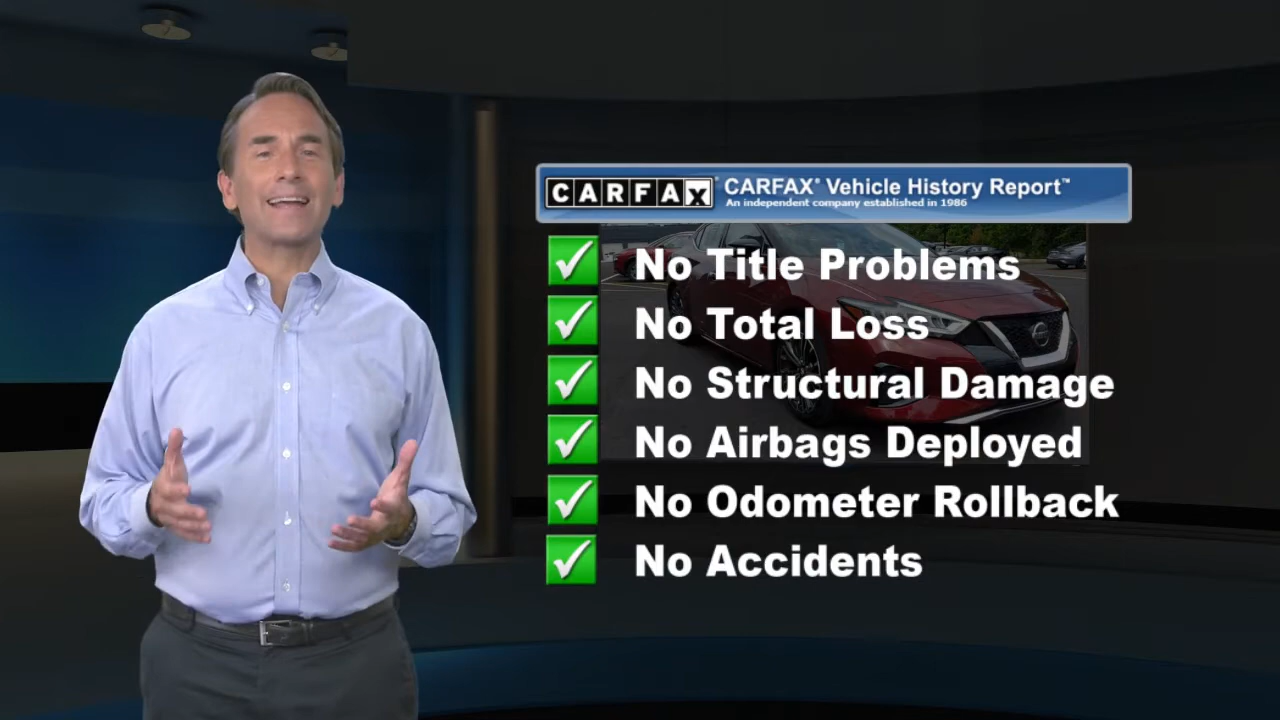 CARFAX® CARFAX® Vehicle History Report™
An independent company established in 1986
No Title Problems
No Total Loss
No Structural Damage
No Airbags Deployed
No Odometer Rollback
No Accidents